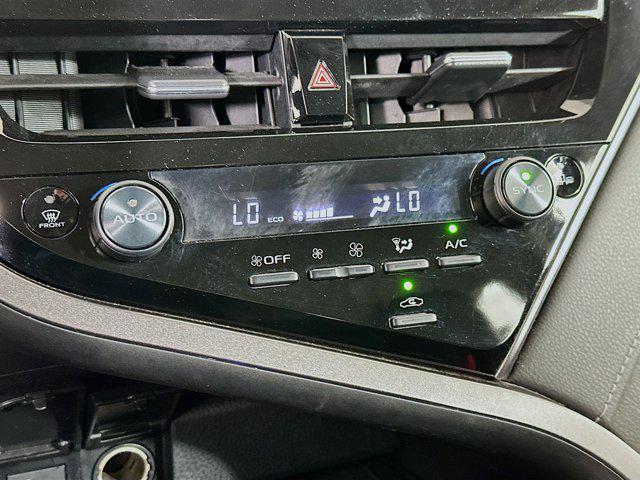 FRONT
AUTO
LO ECO LO
SYNC
OFF
A/C